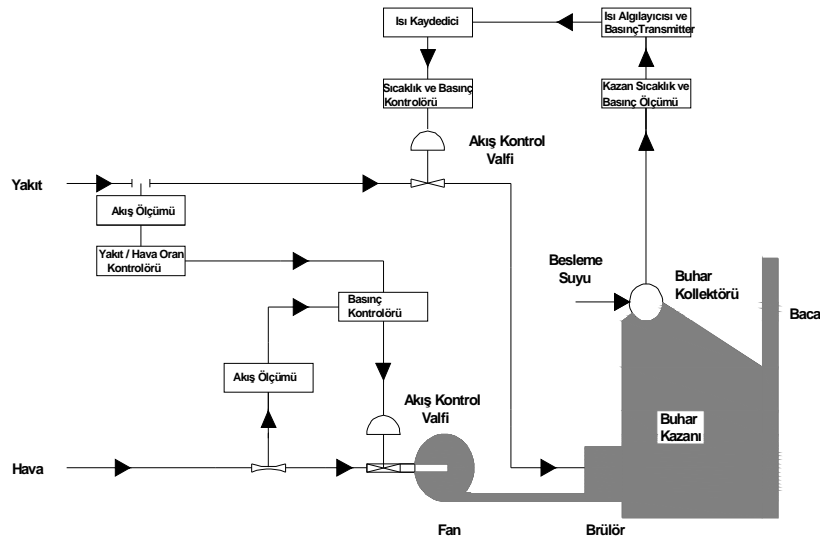 Isı Kaydedici
Isı Algılayıcısı ve
BasınçTransmitter
Sıcaklık ve Basınç
Kontrolörü
Kazan Sıcaklık ve
Basınç Ölçümü
Akış Kontrol
Valfi
Yakıt
Akış Ölçümü
Yakıt / Hava Oran
Kontrolörü
Besleme
Suyu
Buhar
Kollektörü
Basınç
Kontrolörü
Baca
Akış Ölçümü
Akış Kontrol
Valfi
Buhar
Kazanı
Hava
Fan
Brülör